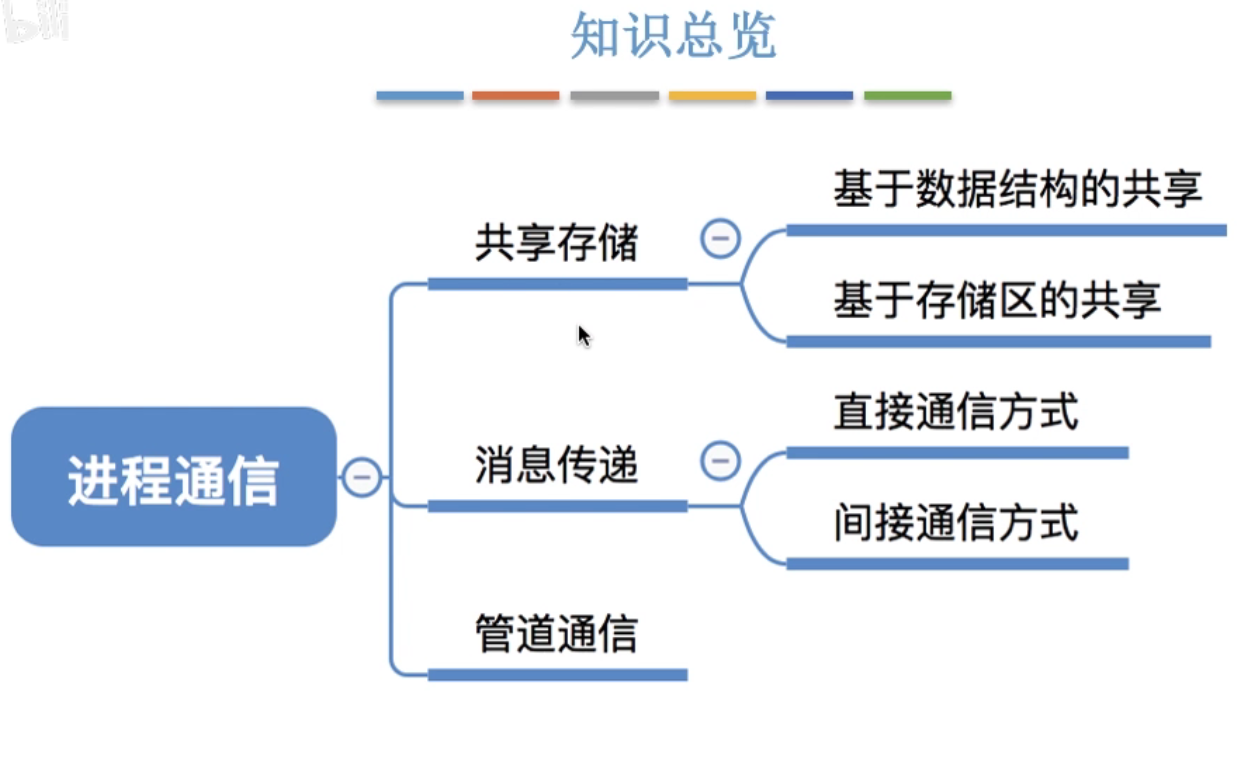 知识总览
基于数据结构的共享
共享存储
基于存储区的共享
直接通信方式
进程通信
消息传递
间接通信方式
管道通信